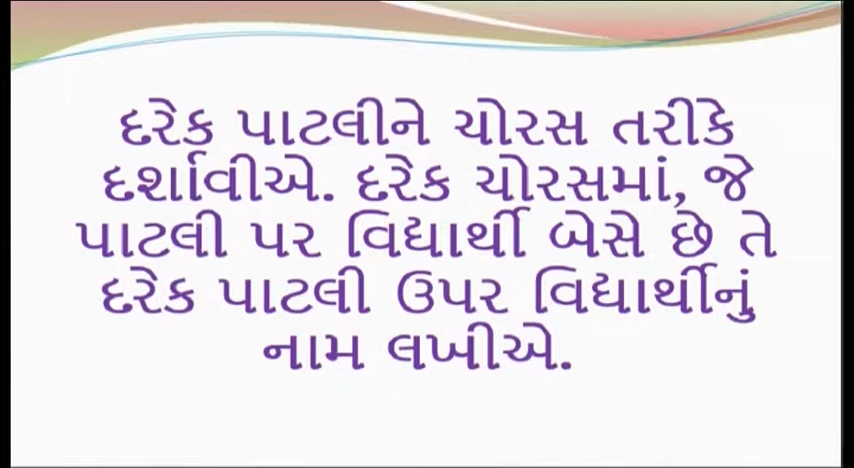 દરેક પાટલીને ચોરસ તરીકે
દર્શાવીએ. દરેક ચોરસમાં, જે
પાટલી પર વિદ્યાર્થી બેસે છે તે
દરેક પાટલી ઉપર વિદ્યાર્થીનું
નામ લખીએ.